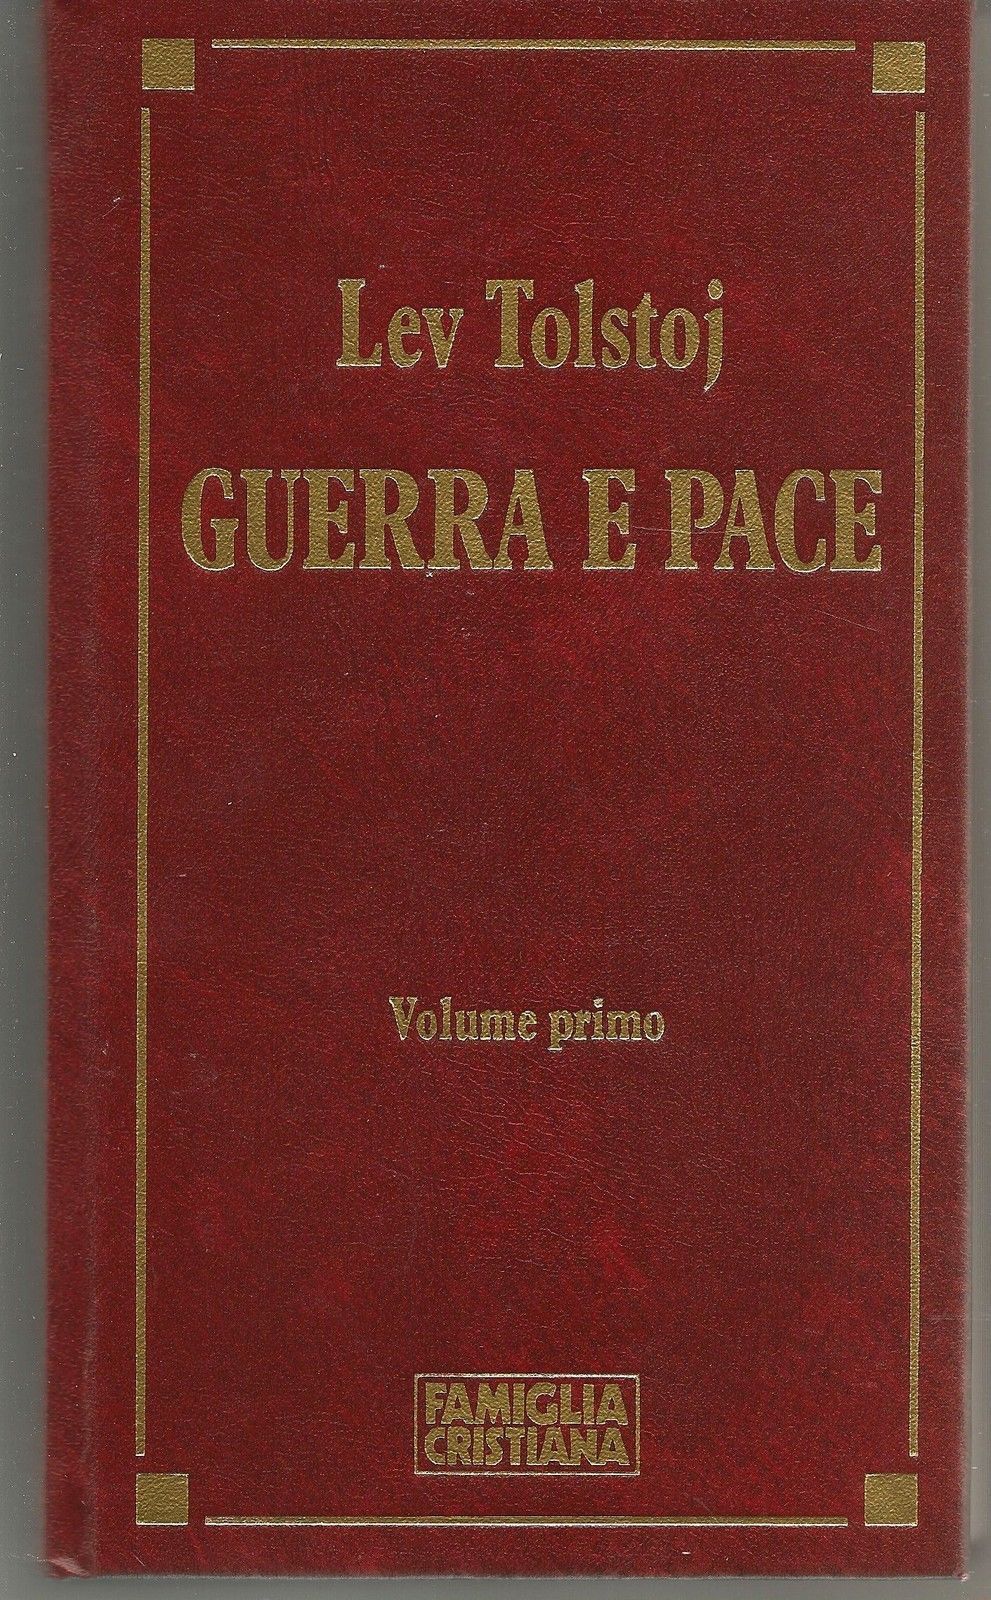 Lev Tolstoj
GUERRA E PACE
Volume primo
FAMIGLIA
CRISTIANA